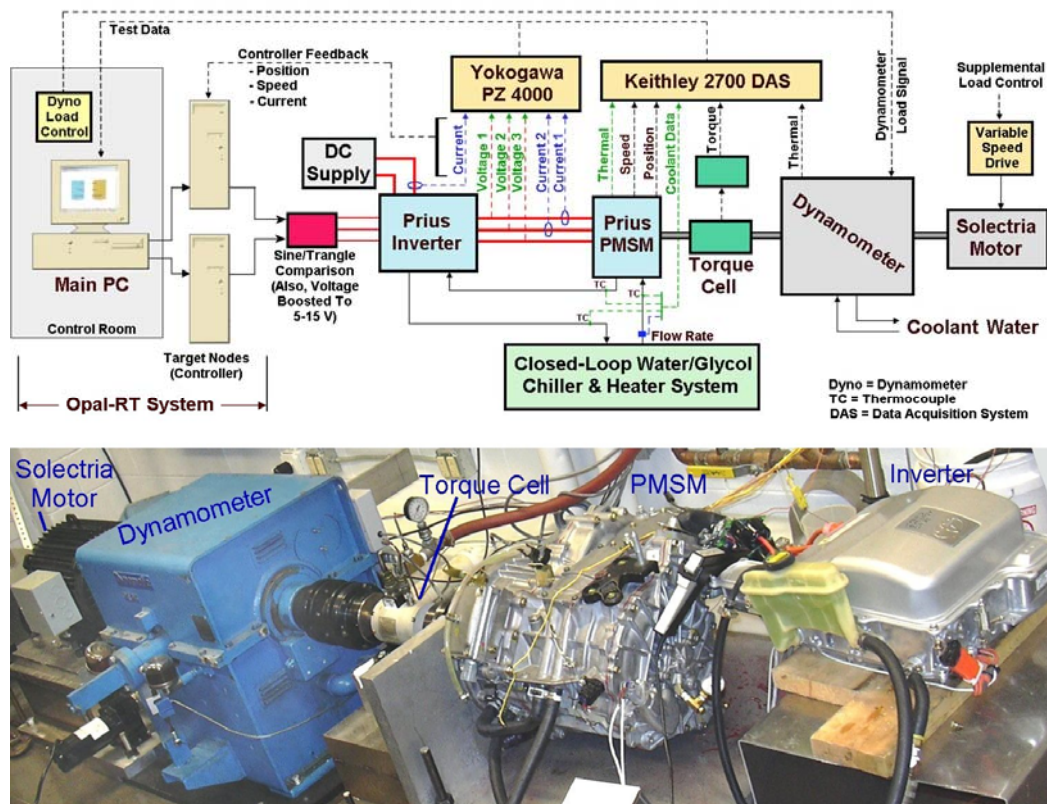 Test Data
Controller Feedback
- Position
- Speed
- Current
Yokogawa
PZ 4000
Keithley 2700 DAS
Dynamometer
Load Signal
Supplemental
Load Control
Dyno
Load
Control
DC
Supply
Current
Voltage 1
Voltage 2
Voltage 3
Current 2
Current 1
Thermal
Speed
Position
Coolant Data
Torque
Thermal
Variable
Speed
Drive
Prius
Inverter
Prius
PMSM
Dynamometer
Solectria
Motor
Main PC
Sine/Trangle
Comparison
(Also, Voltage
Boosted To
5-15 V)
Torque
Cell
TC
TC
TC
Flow Rate
Control Room
Target Nodes
(Controller)
Coolant Water
Closed-Loop Water/Glycol
Chiller & Heater System
Opal-RT System
Dyno = Dynamometer
TC = Thermocouple
DAS = Data Acquisition System
Solectria
Motor
Dynamometer
Torque Cell
PMSM
Inverter